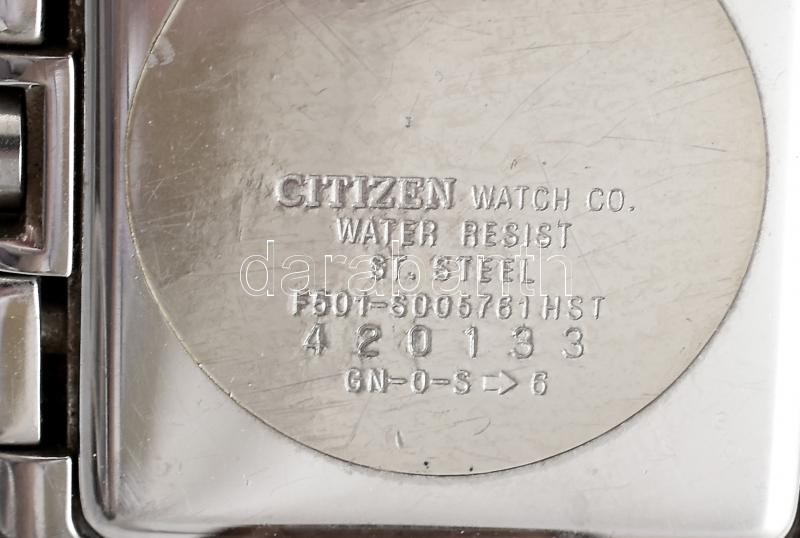 CITIZEN WATCH CO.
WATER RESIST
ST. STEEL
darabanth
F501-S005761 HST
420133
GN-0-S ⇨ 6